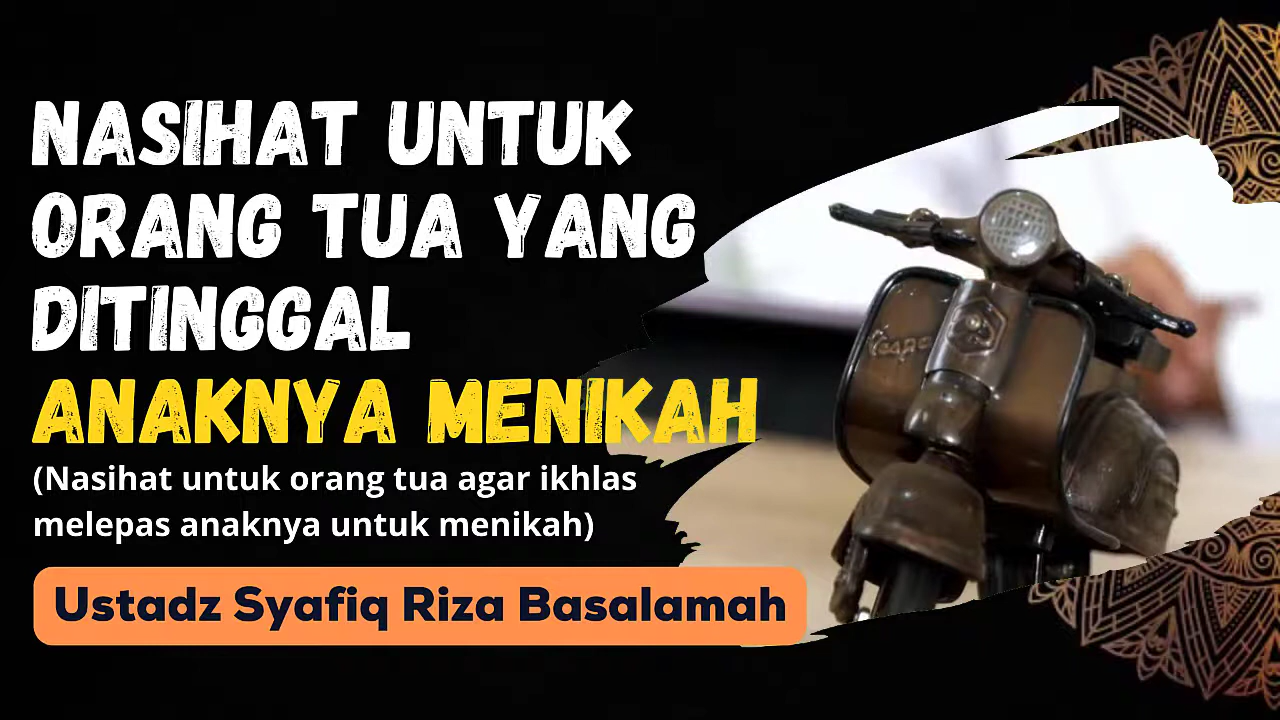 NASIHAT UNTUK
ORANG TUA YANG
DITINGGAL
ANAKNYA MENIKAH
(Nasihat untuk orang tua agar ikhlas
melepas anaknya untuk menikah)
Ustadz Syafiq Riza Basalamah